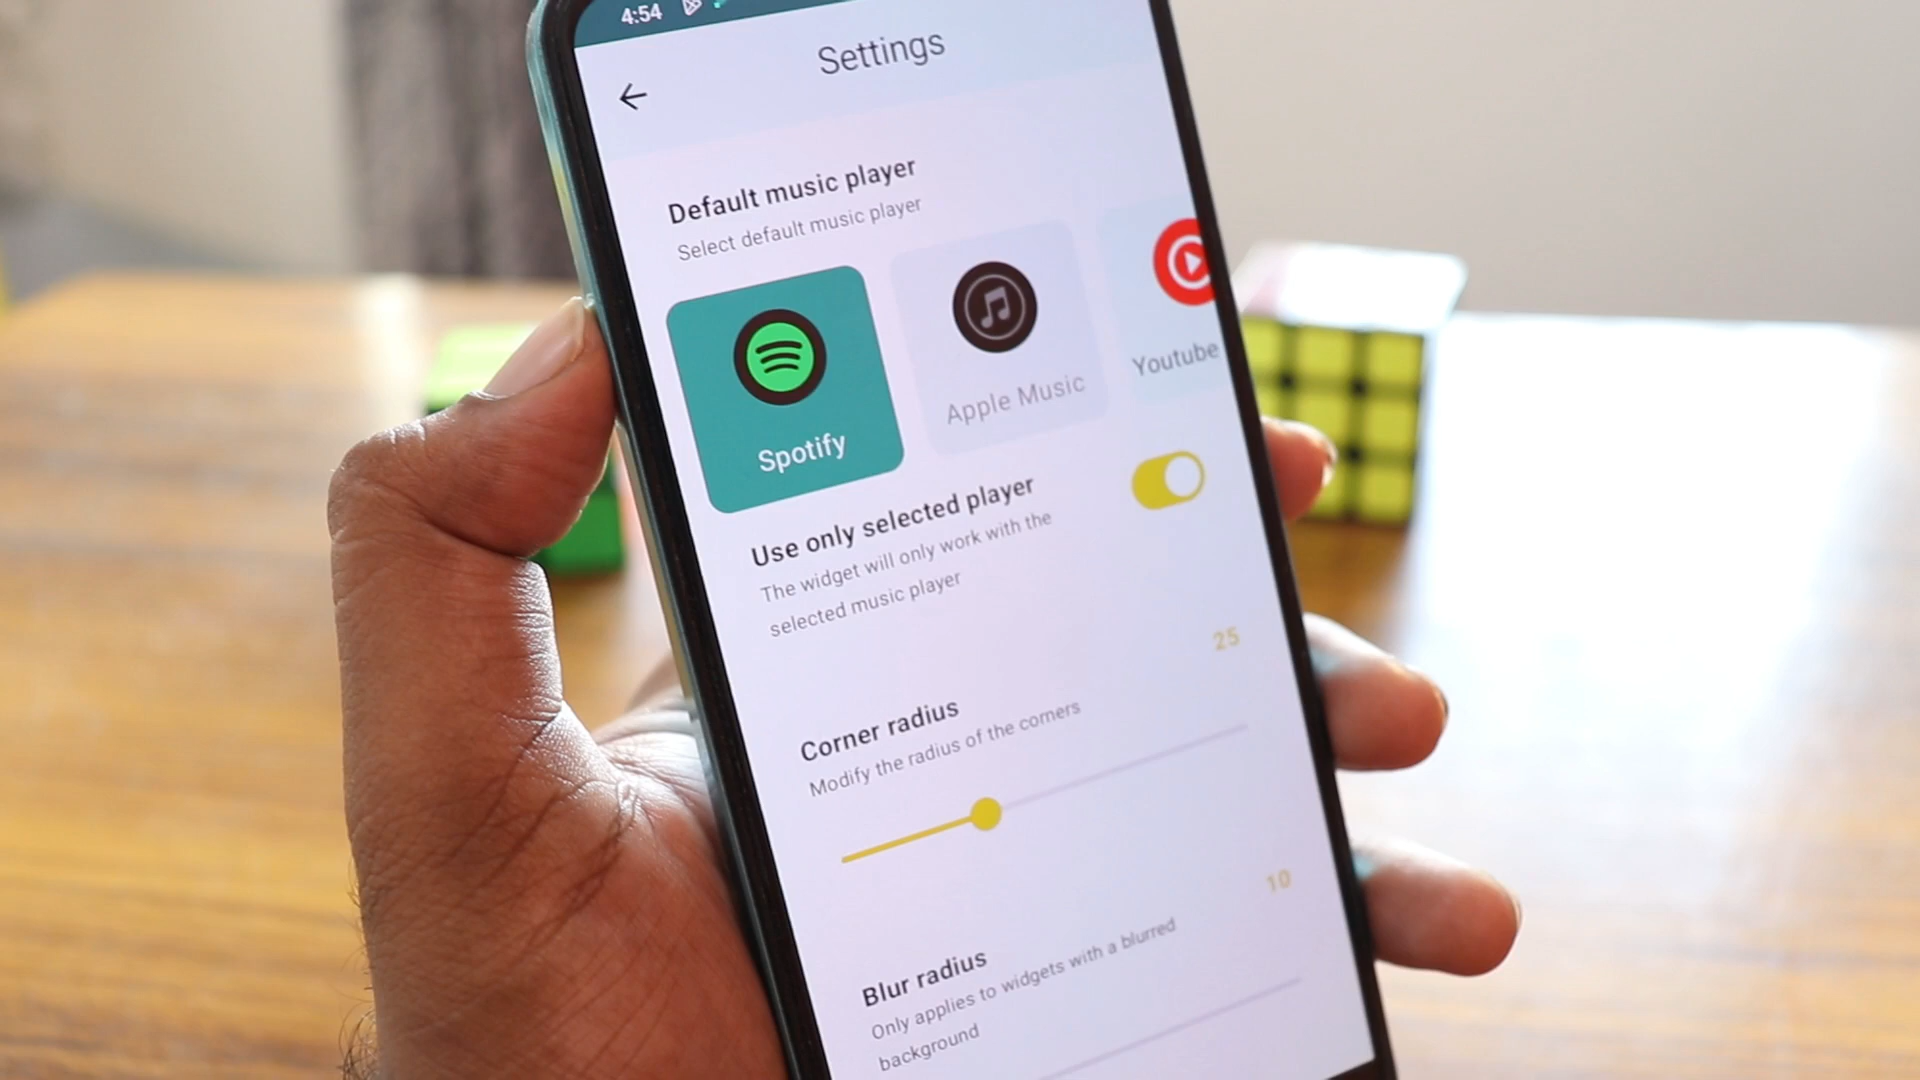 4:54
Settings
Default music player
Select default music player
Spotify
Apple Music
Youtube
Use only selected player
The widget will only work with the
selected music player
25
Corner radius
Modify the radius of the corners
10
Blur radius
Only applies to widgets with a blurred
background